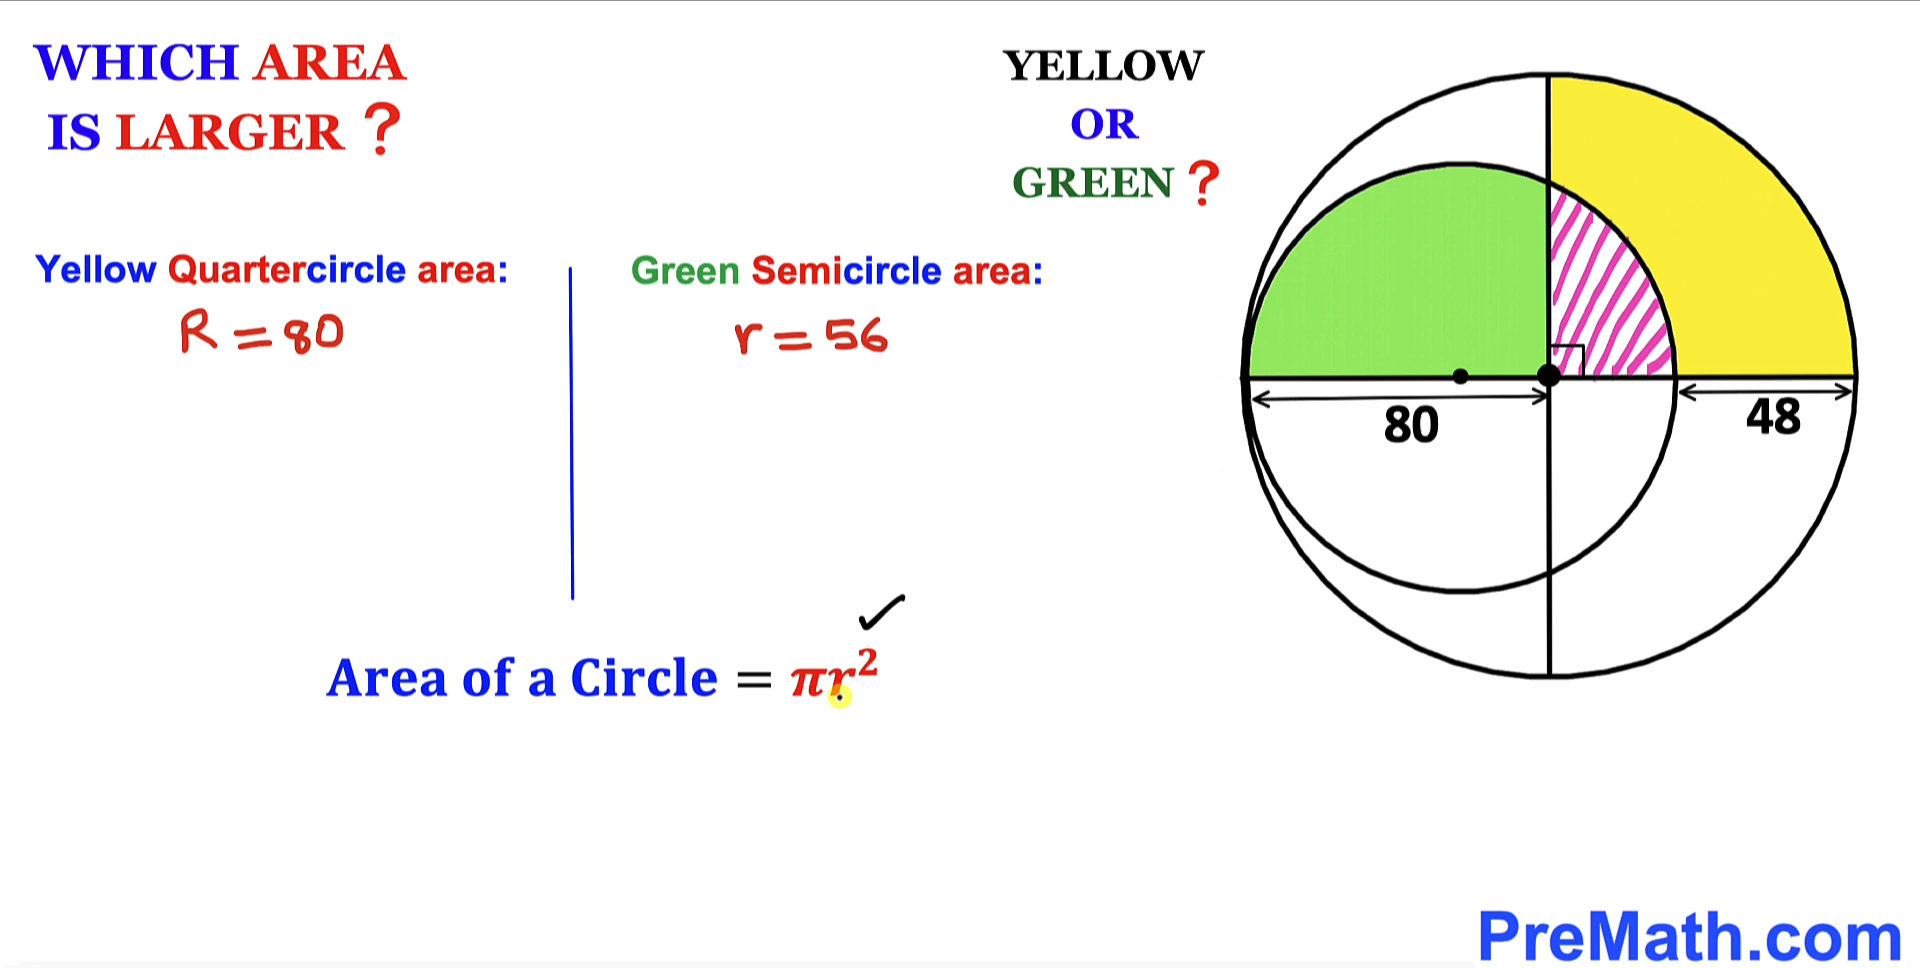 WHICH AREA
IS LARGER ?
YELLOW
OR
GREEN ?
Yellow Quartercircle area:
R = 80
Green Semicircle area:
r = 56
80
48
Area of a Circle = πr²
PreMath.com